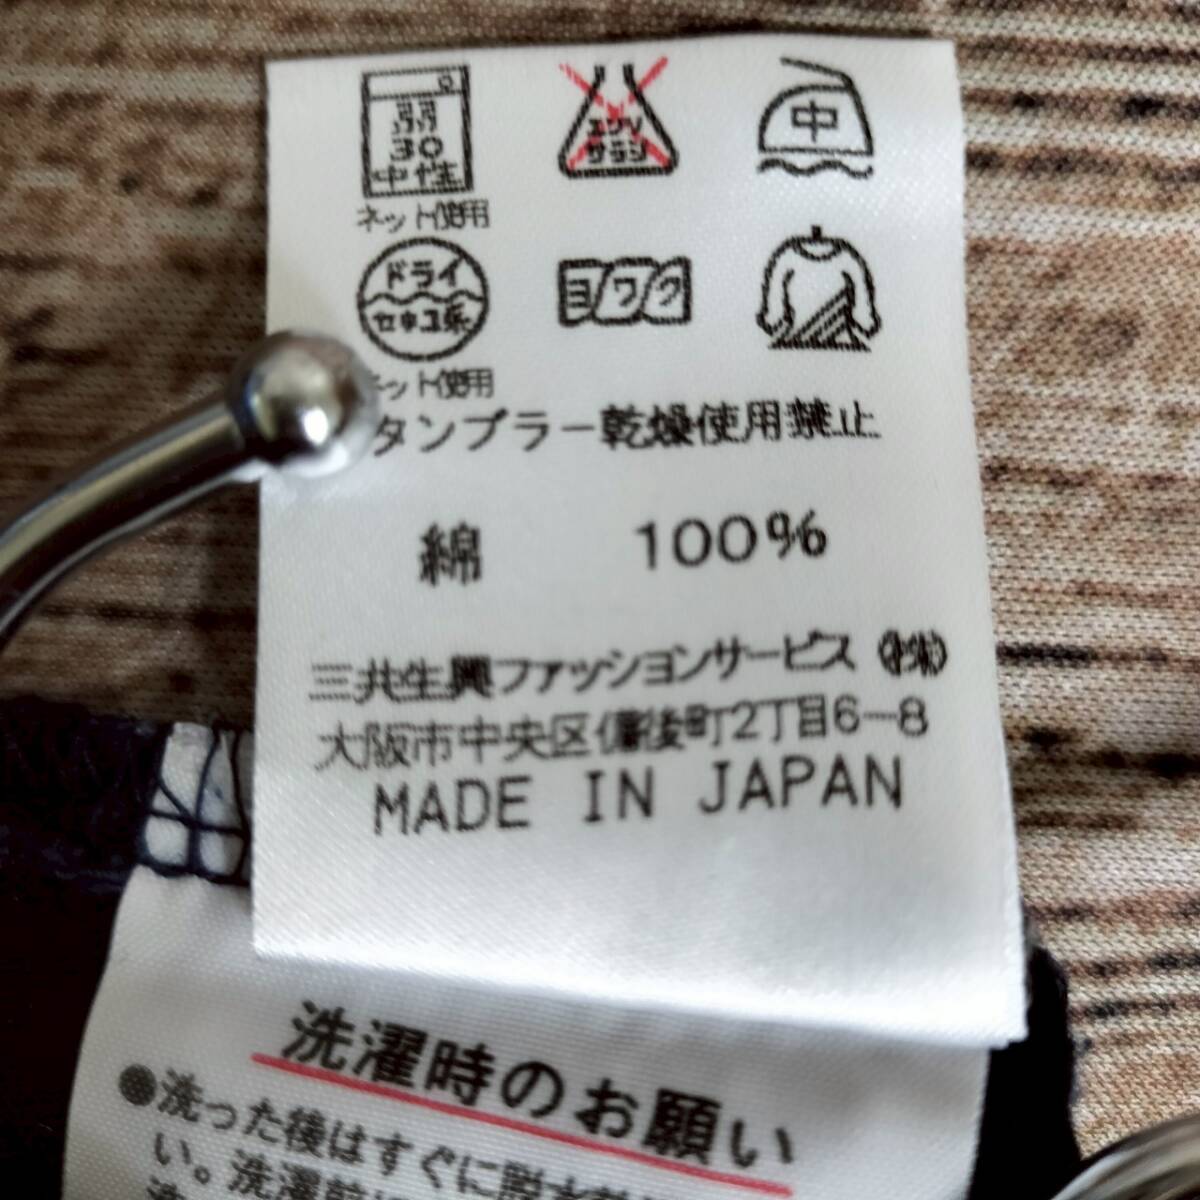 弱
30
中性
エンソ
サラシ
中
ネット使用
ドライ
セキユ系
ヨワク
ネット使用
タンブラー乾燥使用禁止
綿 100%
三共生興ファッションサービス ㈱
大阪市中央区備後町2丁目6-8
MADE IN JAPAN
洗濯時のお願い
●洗った後はすぐに脱水
い。洗濯前